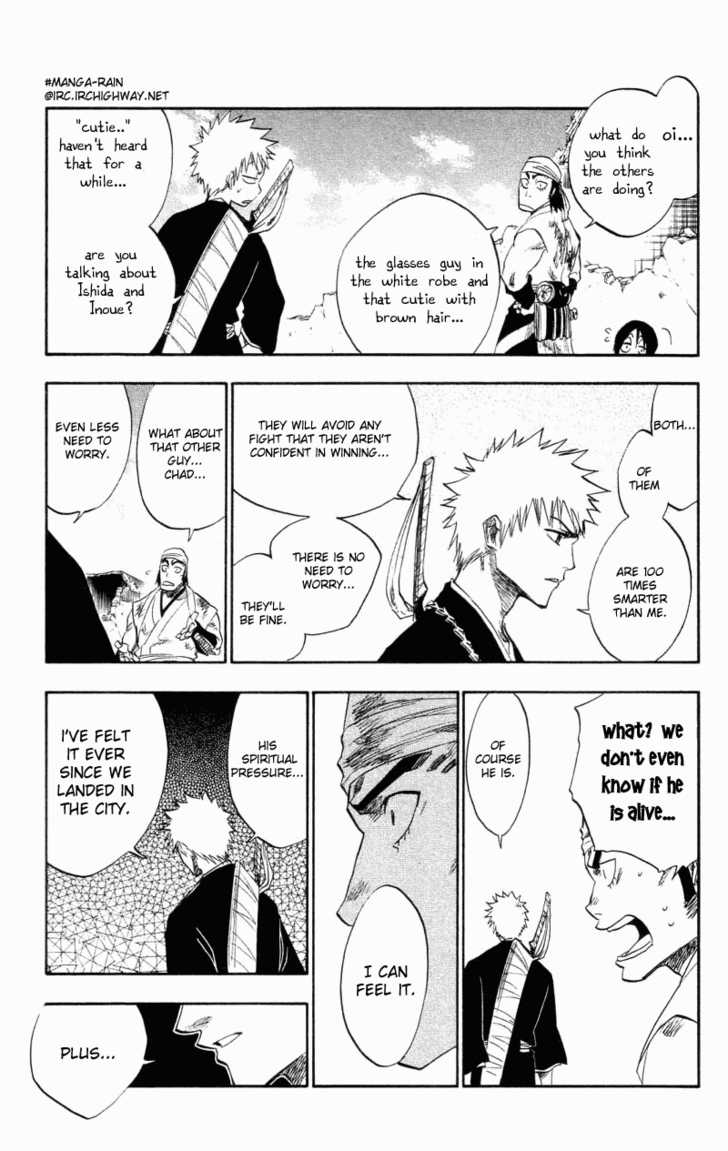 #MANGA-RAIN
@IRC.IRCHIGHWAY.NET
oi...
what do
you think
the others
are doing?
the glasses guy in
the white robe and
that cutie with
brown hair...
"cutie.."
haven't heard
that for a
while...
are you
talking about
Ishida and
Inoue?
BOTH...
OF
THEM
ARE 100
TIMES
SMARTER
THAN ME.
THEY WILL AVOID ANY
FIGHT THAT THEY AREN'T
CONFIDENT IN WINNING...
THERE IS NO
NEED TO
WORRY...
THEY'LL
BE FINE.
WHAT ABOUT
THAT OTHER
GUY...
CHAD...
EVEN LESS
NEED TO
WORRY.
What? We
don't even
know if he
is alive...
OF
COURSE
HE IS.
I CAN
FEEL IT.
HIS
SPIRITUAL
PRESSURE...
I'VE FELT
IT EVER
SINCE WE
LANDED IN
THE CITY.
PLUS...